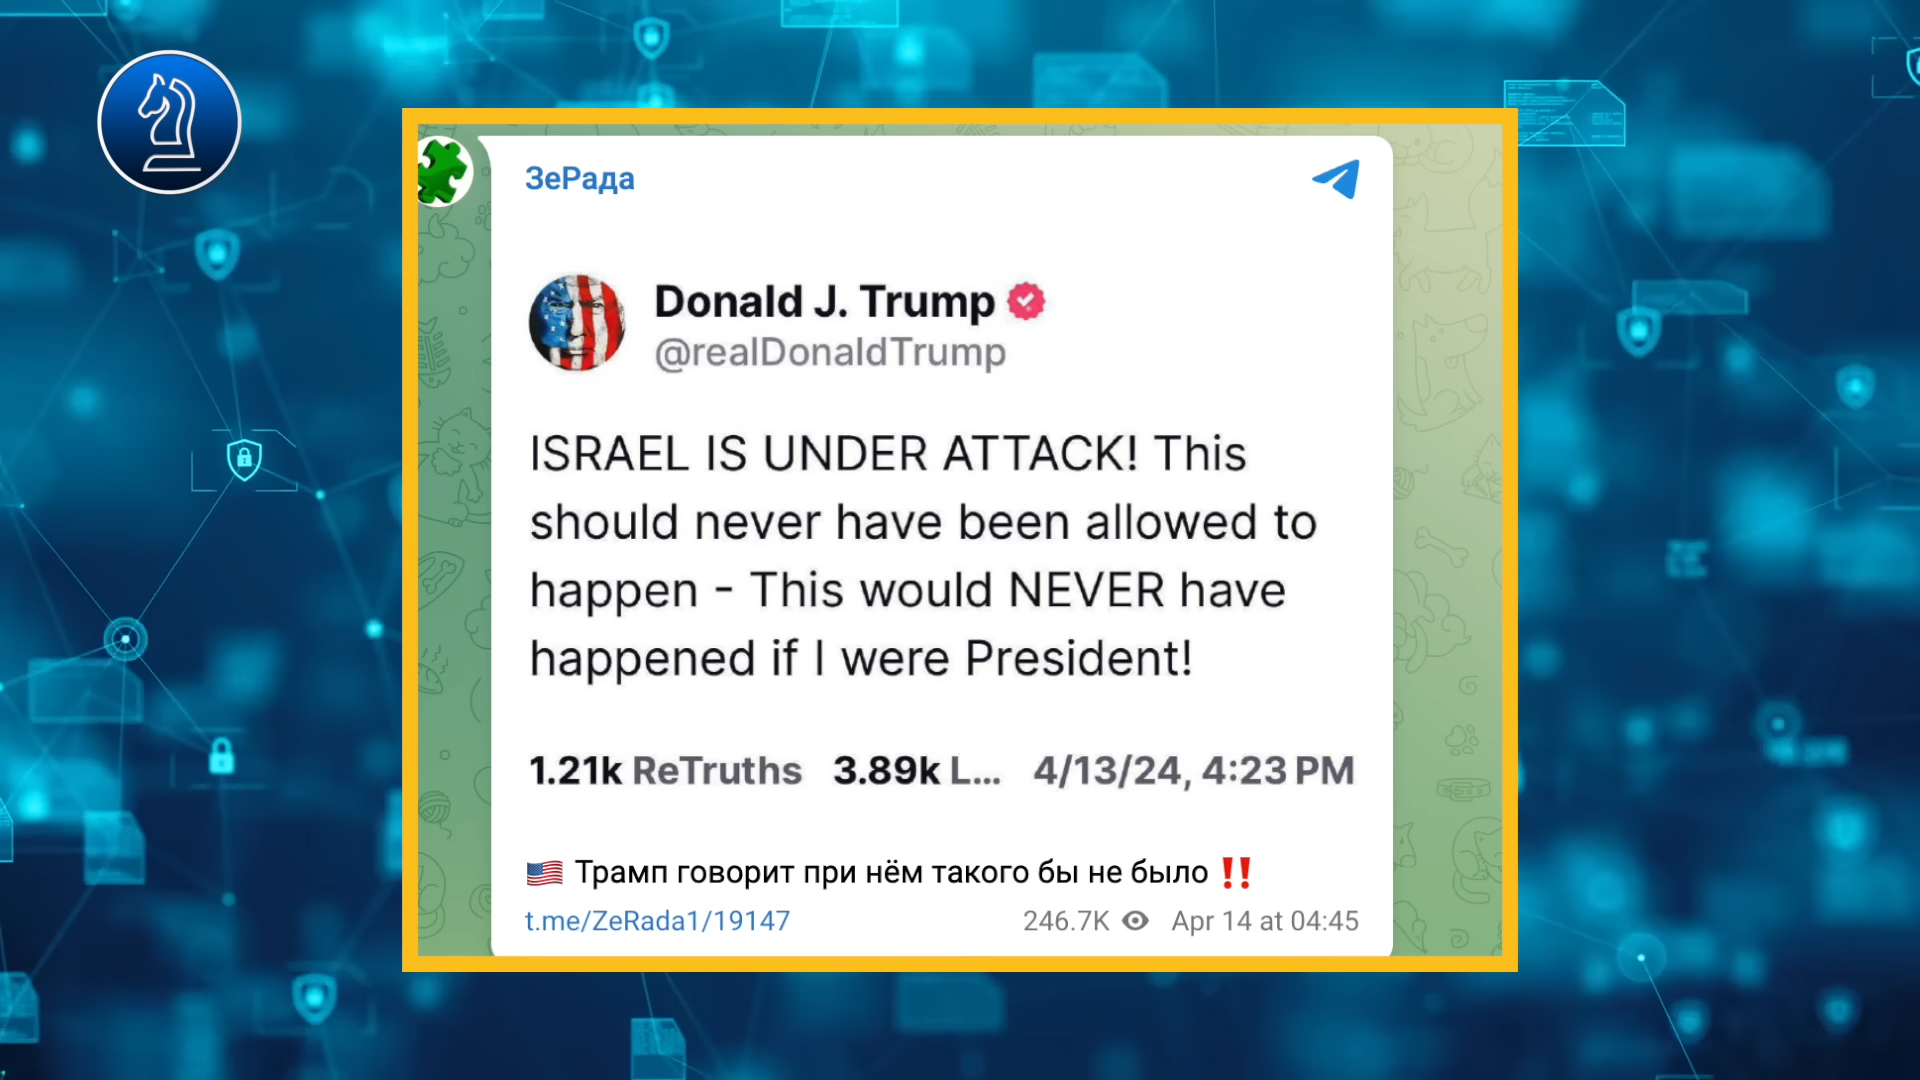 ЗеРада
Donald J. Trump
@realDonaldTrump
ISRAEL IS UNDER ATTACK! This
should never have been allowed to
happen - This would NEVER have
happened if I were President!
1.21k ReTruths 3.89k L... 4/13/24, 4:23 PM
🇺🇸 Трамп говорит при нём такого бы не было ‼️
t.me/ZeRada1/19147 246.7K Apr 14 at 04:45